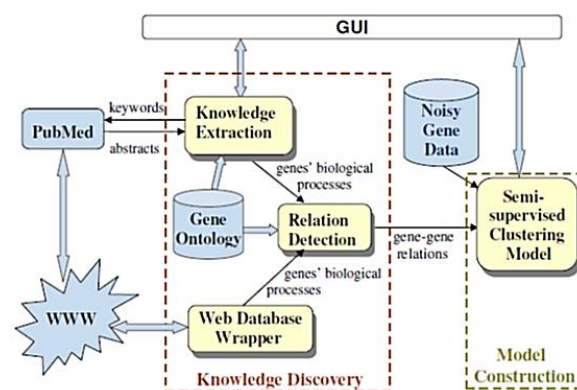 GUI
keywords
PubMed
abstracts
Knowledge
Extraction
Noisy
Gene
Data
genes' biological
processes
Gene
Ontology
Relation
Detection
gene-gene
relations
Semi-
supervised
Clustering
Model
genes' biological
processes
WWW
Web Database
Wrapper
Knowledge Discovery
Model
Construction